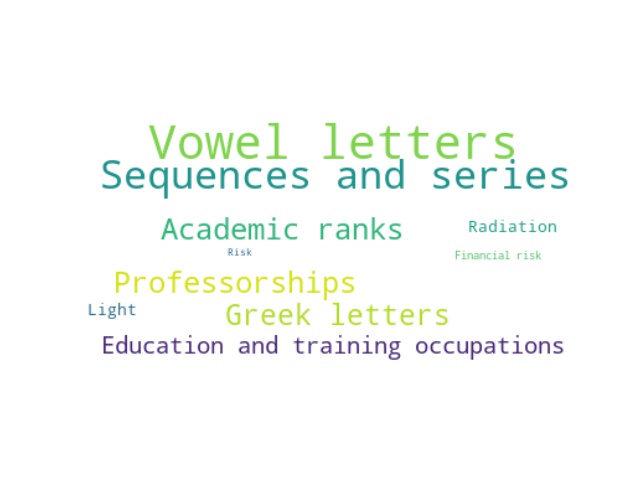 Vowel letters
Sequences and series
Academic ranks
Radiation
Risk
Financial risk
Professorships
Light
Greek letters
Education and training occupations